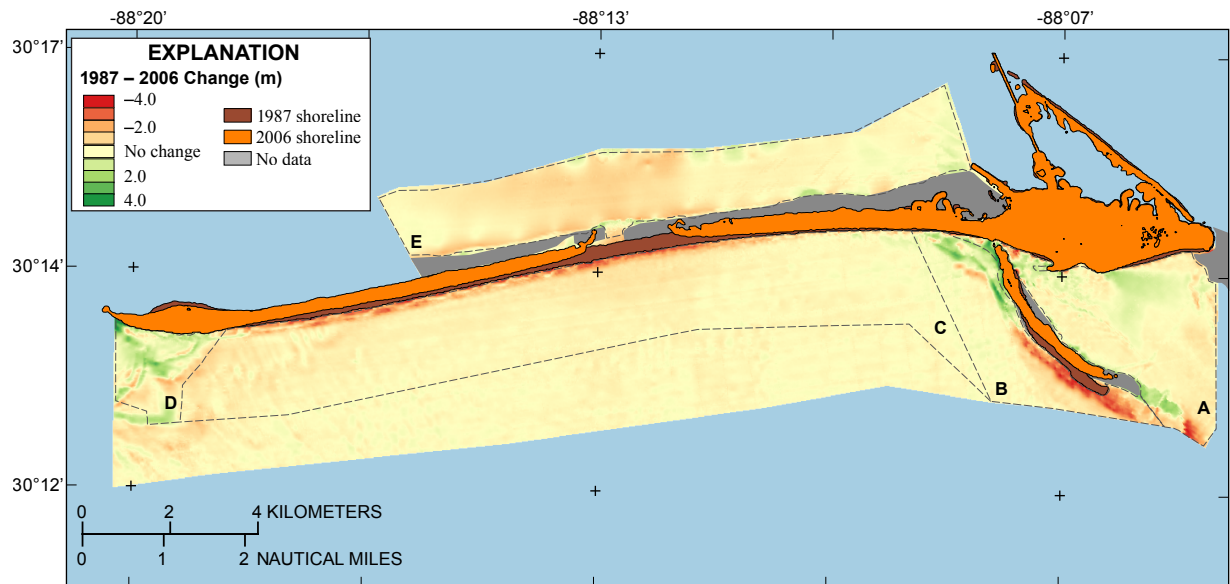 -88°20' -88°13' -88°07'
30°17'
EXPLANATION
1987 – 2006 Change (m)
–4.0
–2.0
No change
2.0
4.0
1987 shoreline
2006 shoreline
No data
E
30°14'
C
D
B
A
30°12'
0 2 4 KILOMETERS
0 1 2 NAUTICAL MILES